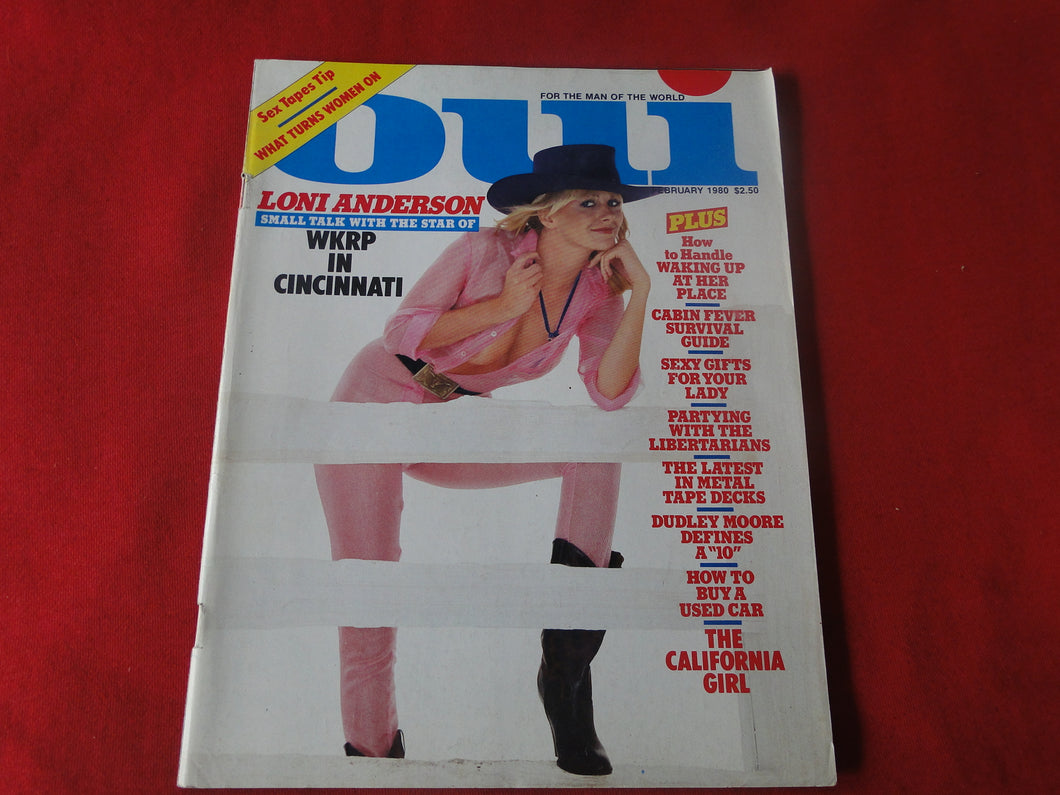 Sex Tapes Tip
WHAT TURNS WOMEN ON
FOR THE MAN OF THE WORLD
oui
FEBRUARY 1980 $2.50
LONI ANDERSON
SMALL TALK WITH THE STAR OF
WKRP
IN
CINCINNATI
PLUS
How
to Handle
WAKING UP
AT HER
PLACE
CABIN FEVER
SURVIVAL
GUIDE
SEXY GIFTS
FOR YOUR
LADY
PARTYING
WITH THE
LIBERTARIANS
THE LATEST
IN METAL
TAPE DECKS
DUDLEY MOORE
DEFINES
A "10"
HOW TO
BUY A
USED CAR
THE
CALIFORNIA
GIRL